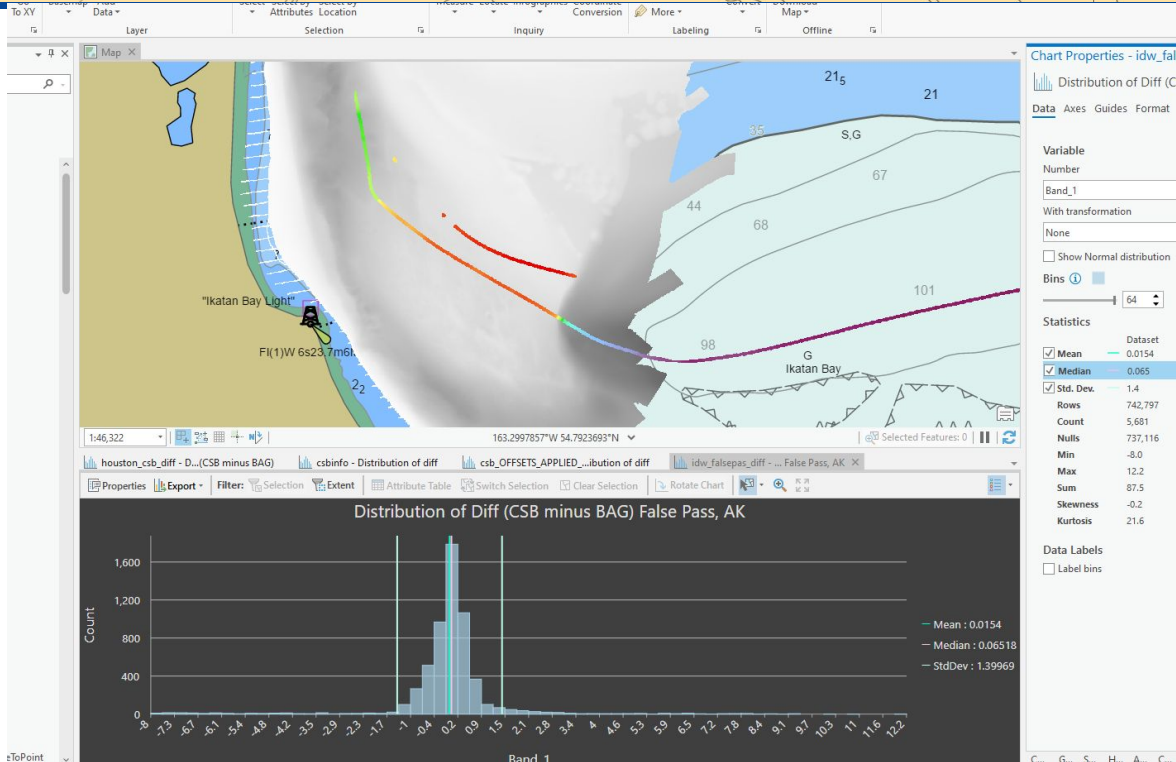 To XY
Data
Attributes
Location
Conversion
More
Map
Layer
Selection
Inquiry
Labeling
Offline
Map
21₅
21
35
S,G
67
44
68
101
98
G
Ikatan Bay
"Ikatan Bay Light"
Fl(1)W 6s23.7m6
2₂
1:46,322
163.2997857°W 54.7923693°N
Selected Features: 0
houston_csb_diff - D...(CSB minus BAG)
csbinfo - Distribution of diff
csb_OFFSETS_APPLIED_...ibution of diff
idw_falsepas_diff - ... False Pass, AK
Properties
Export
Filter:
Selection
Extent
Attribute Table
Switch Selection
Clear Selection
Rotate Chart
Distribution of Diff (CSB minus BAG) False Pass, AK
Count
1,600
1,200
800
400
0
-8 -7.3 -6.7 -6.1 -5.4 -4.8 -4.2 -3.5 -2.9 -2.3 -1.7 -1 -0.4 0.2 0.9 1.5 2.1 2.8 3.4 4 4.6 5.3 5.9 6.5 7.2 7.8 8.4 9.1 9.7 10.3 11 11.6 12.2
Band_1
Mean : 0.0154
Median : 0.06518
StdDev : 1.39969
Chart Properties - idw_fal
Distribution of Diff (C
Data Axes Guides Format
Variable
Number
Band_1
With transformation
None
Show Normal distribution
Bins
64
Statistics
Dataset
Mean 0.0154
Median 0.065
Std. Dev. 1.4
Rows 742,797
Count 5,681
Nulls 737,116
Min -8.0
Max 12.2
Sum 87.5
Skewness -0.2
Kurtosis 21.6
Data Labels
Label bins
eToPoint
C... G... S... H... A... C...